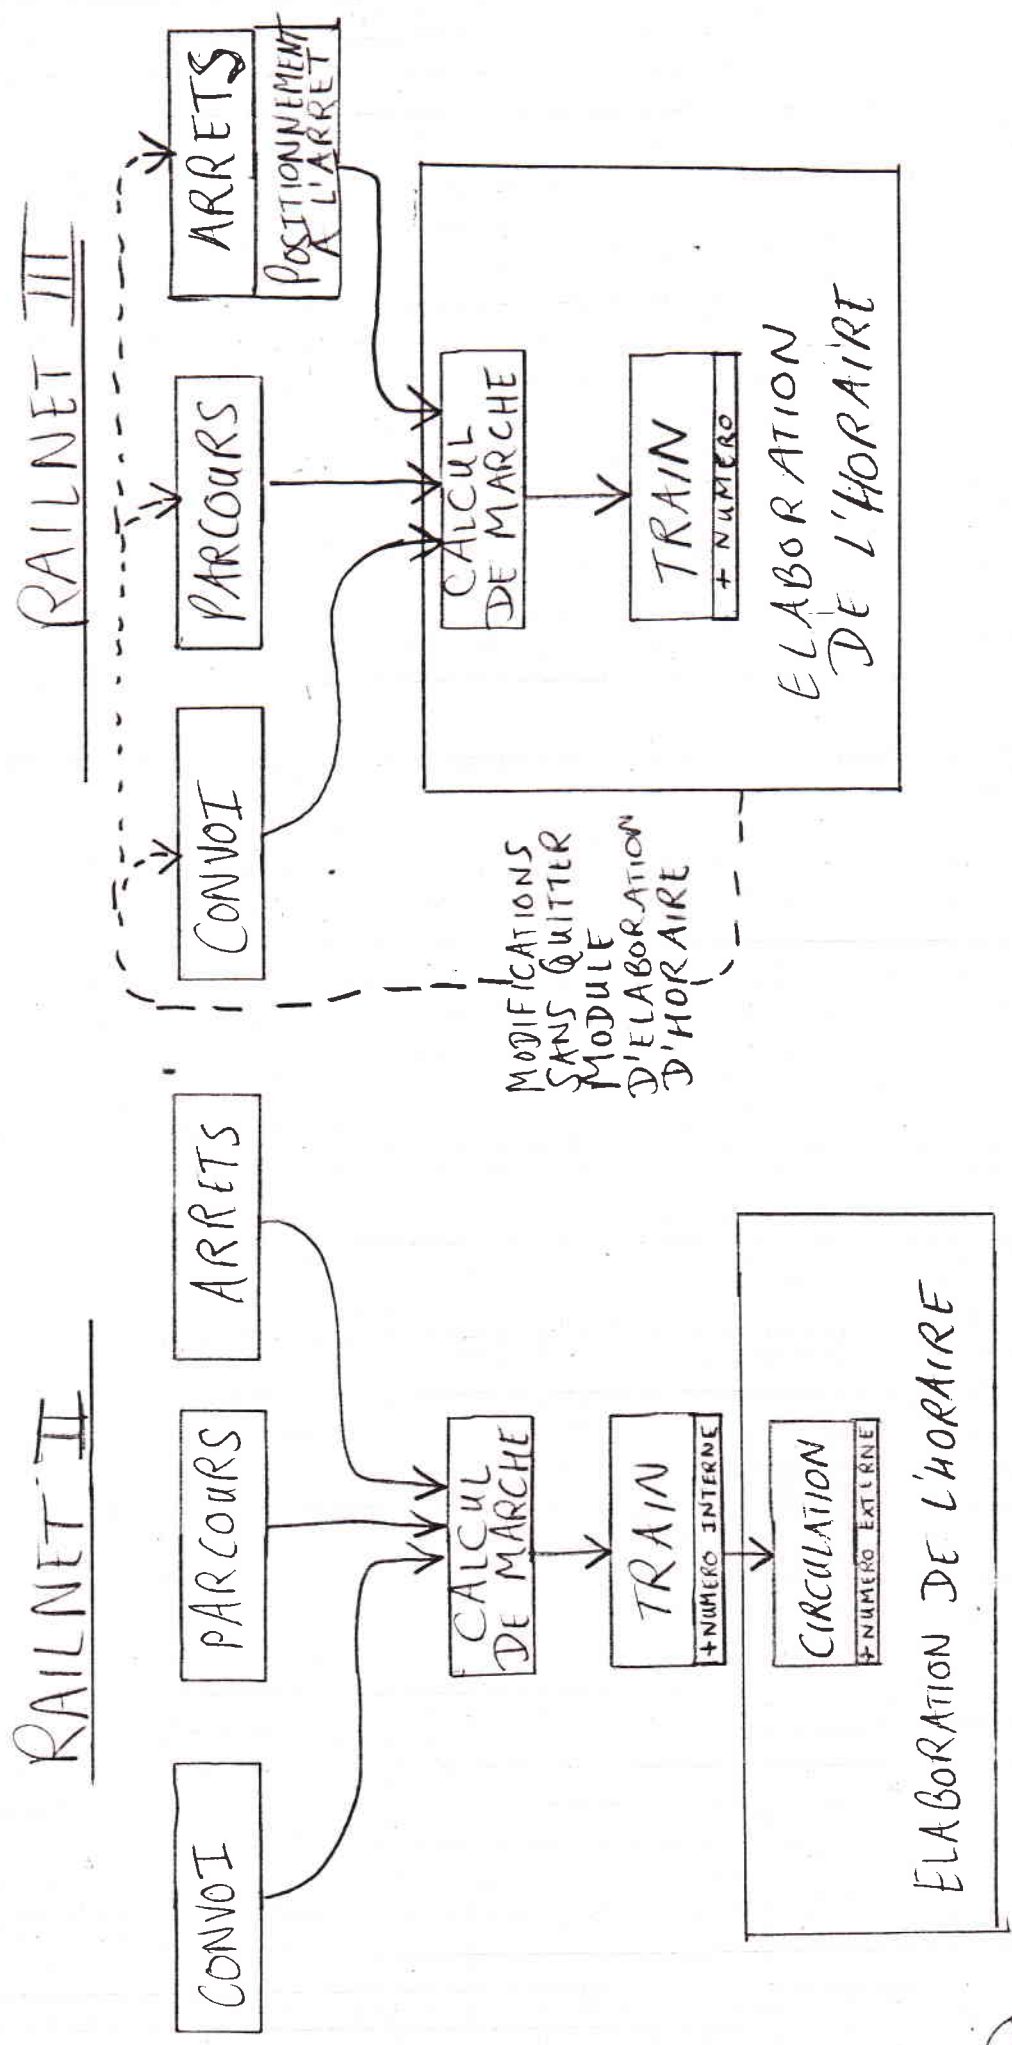 RAILNET II
CONVOI
PARCOURS
ARRETS
CALCUL
DE MARCHE
TRAIN
+ NUMERO INTERNE
CIRCULATION
+ NUMERO EXTERNE
ELABORATION DE L'HORAIRE
RAILNET III
CONVOI
PARCOURS
ARRETS
POSITIONNEMENT
A L'ARRET
CALCUL
DE MARCHE
TRAIN
+ NUMERO
ELABORATION
DE L'HORAIRE
MODIFICATIONS
SANS QUITTER
MODULE
D'ELABORATION
D'HORAIRE